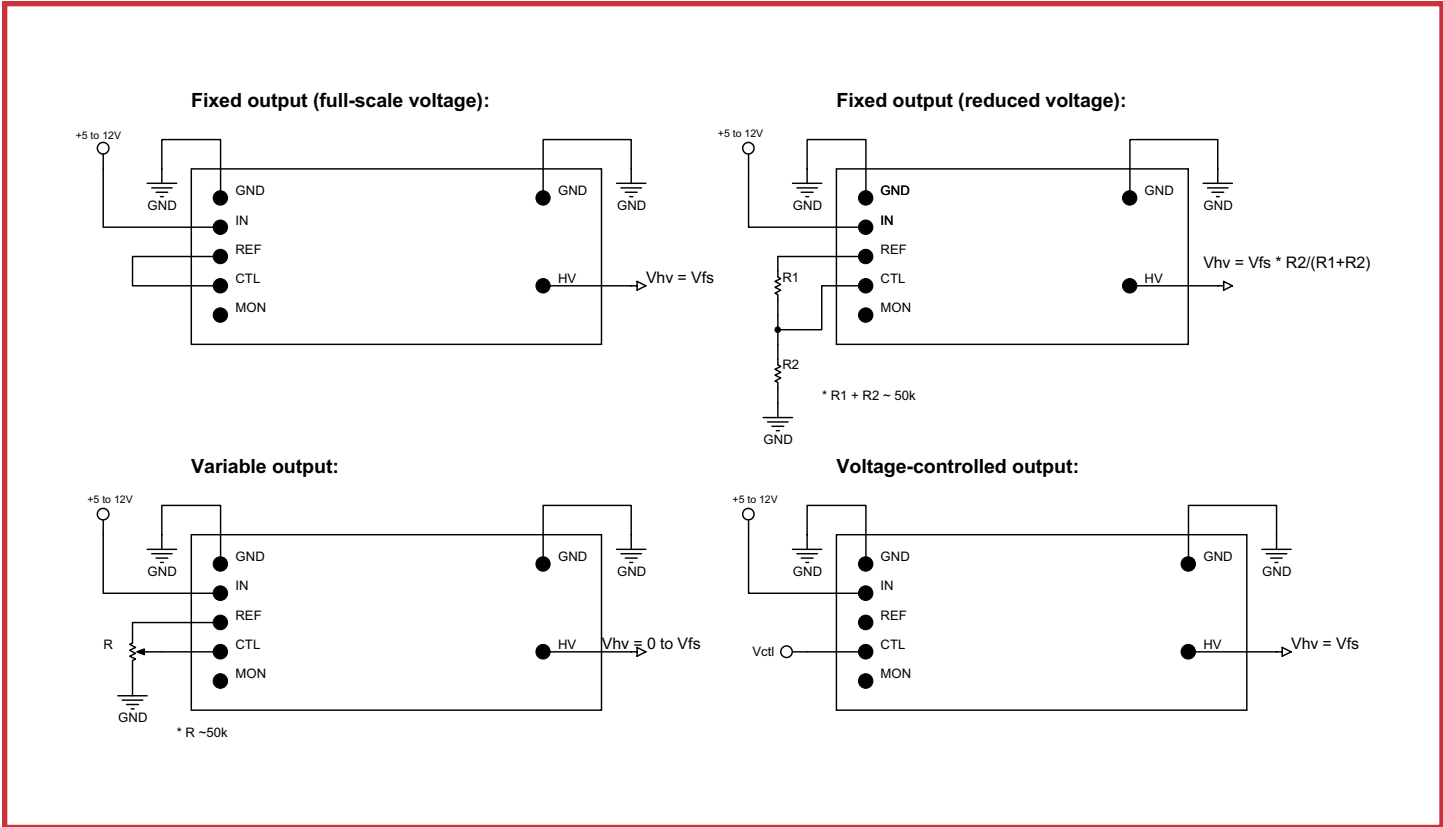 Fixed output (full-scale voltage):
+5 to 12V
GND
GND
IN
REF
CTL
MON
GND
GND
HV
Vhv = Vfs
Fixed output (reduced voltage):
+5 to 12V
GND
GND
IN
REF
CTL
MON
R1
R2
GND
* R1 + R2 ~ 50k
GND
GND
HV
Vhv = Vfs * R2/(R1+R2)
Variable output:
+5 to 12V
GND
GND
IN
REF
CTL
MON
R
GND
* R ~50k
GND
GND
HV
Vhv = 0 to Vfs
Voltage-controlled output:
+5 to 12V
GND
GND
IN
REF
CTL
MON
Vctl
GND
GND
HV
Vhv = Vfs